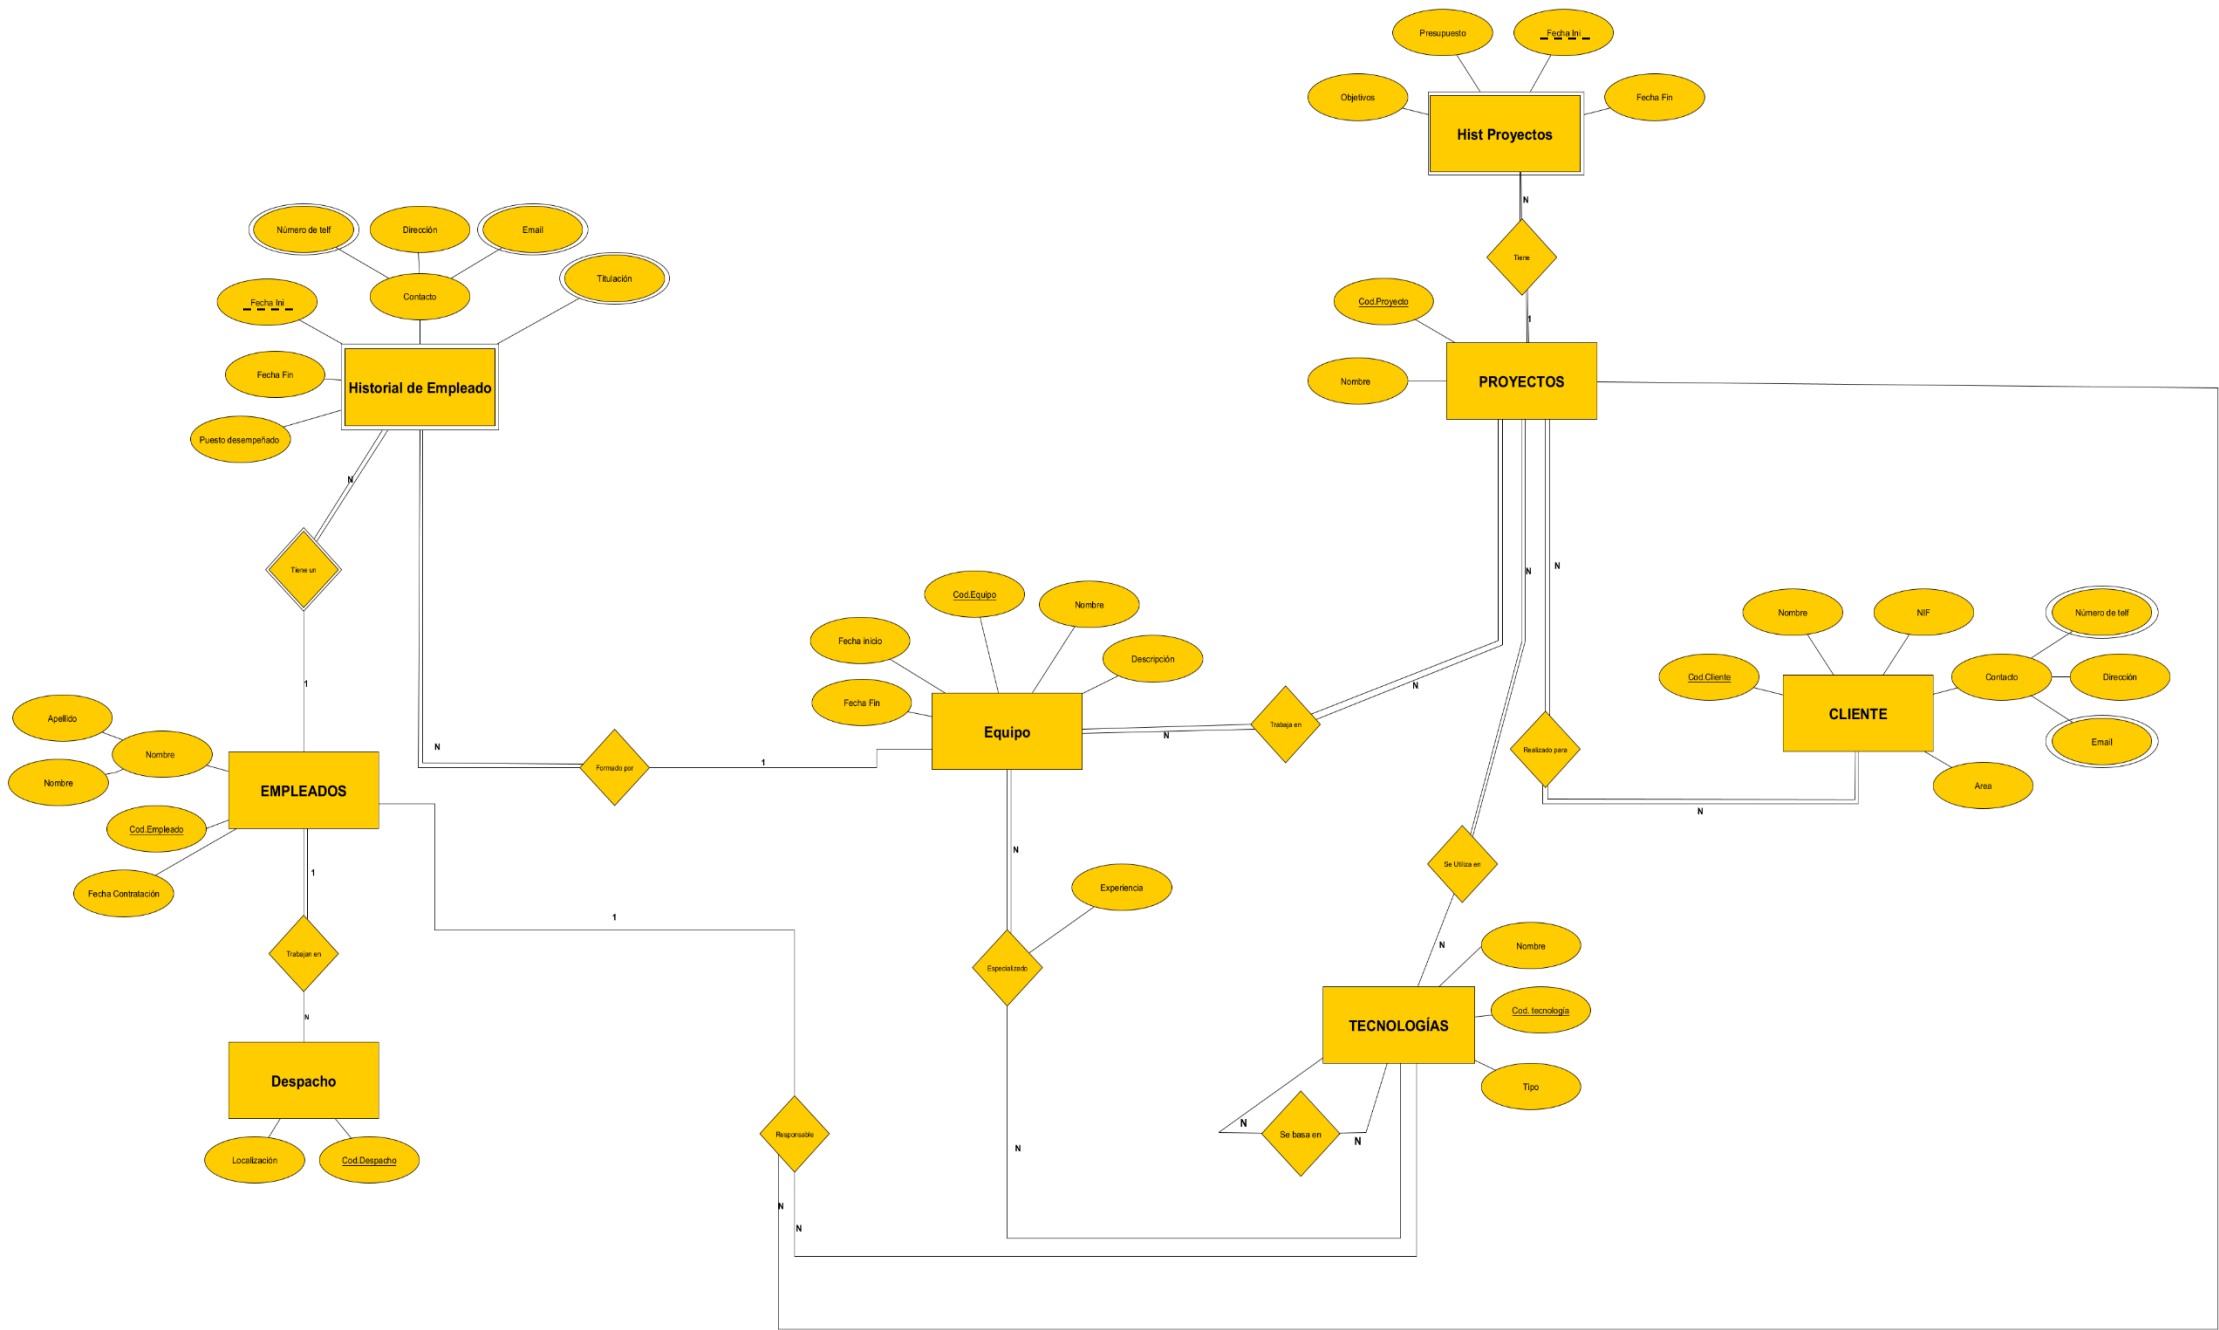 Presupuesto
Fecha Ini
Objetivos
Fecha Fin
Hist Proyectos
N
Tiene
1
Cod.Proyecto
Nombre
PROYECTOS
Número de telf
Dirección
Email
Titulación
Fecha Ini
Contacto
Fecha Fin
Historial de Empleado
Puesto desempeñado
N
Tiene un
1
Apellido
Nombre
Nombre
EMPLEADOS
Cod.Empleado
Fecha Contratación
1
Trabajan en
N
Despacho
Localización
Cod.Despacho
N
Formado por
1
Cod.Equipo
Nombre
Fecha inicio
Descripción
Fecha Fin
Equipo
N
Trabaja en
N
N
N
Realizado para
N
Nombre
NIF
Número de telf
Cod.Cliente
Contacto
Dirección
CLIENTE
Email
Area
N
Experiencia
Especializado
N
Se Utiliza en
N
Nombre
Cod. tecnología
TECNOLOGÍAS
Tipo
N
Se basa en
N
1
Responsable
N
N